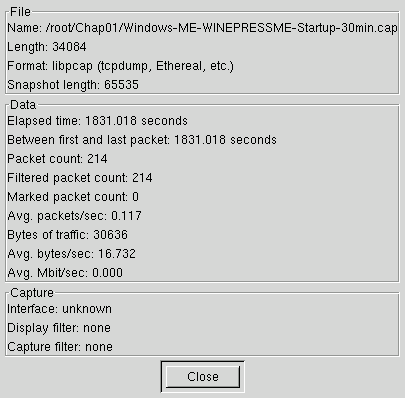 File
Name: /root/Chap01/Windows-ME-WINEPRESSME-Startup-30min.cap
Length: 34084
Format: libpcap (tcpdump, Ethereal, etc.)
Snapshot length: 65535
Data
Elapsed time: 1831.018 seconds
Between first and last packet: 1831.018 seconds
Packet count: 214
Filtered packet count: 214
Marked packet count: 0
Avg. packets/sec: 0.117
Bytes of traffic: 30636
Avg. bytes/sec: 16.732
Avg. Mbit/sec: 0.000
Capture
Interface: unknown
Display filter: none
Capture filter: none
Close